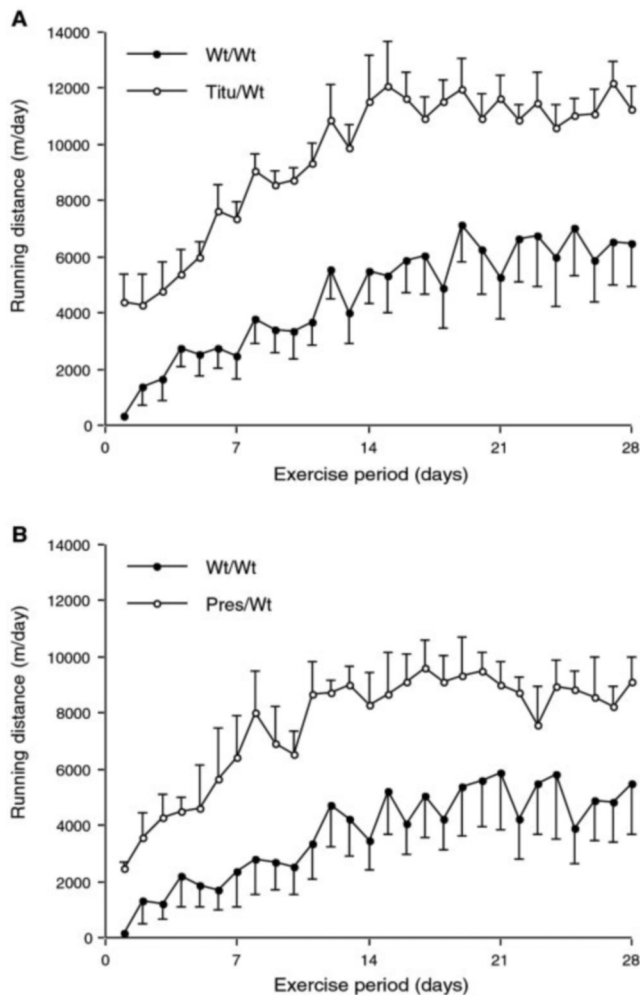 A
14000
12000
10000
8000
6000
4000
2000
0
Running distance (m/day)
Wt/Wt
Titu/Wt
0 7 14 21 28
Exercise period (days)
B
14000
12000
10000
8000
6000
4000
2000
0
Running distance (m/day)
Wt/Wt
Pres/Wt
0 7 14 21 28
Exercise period (days)